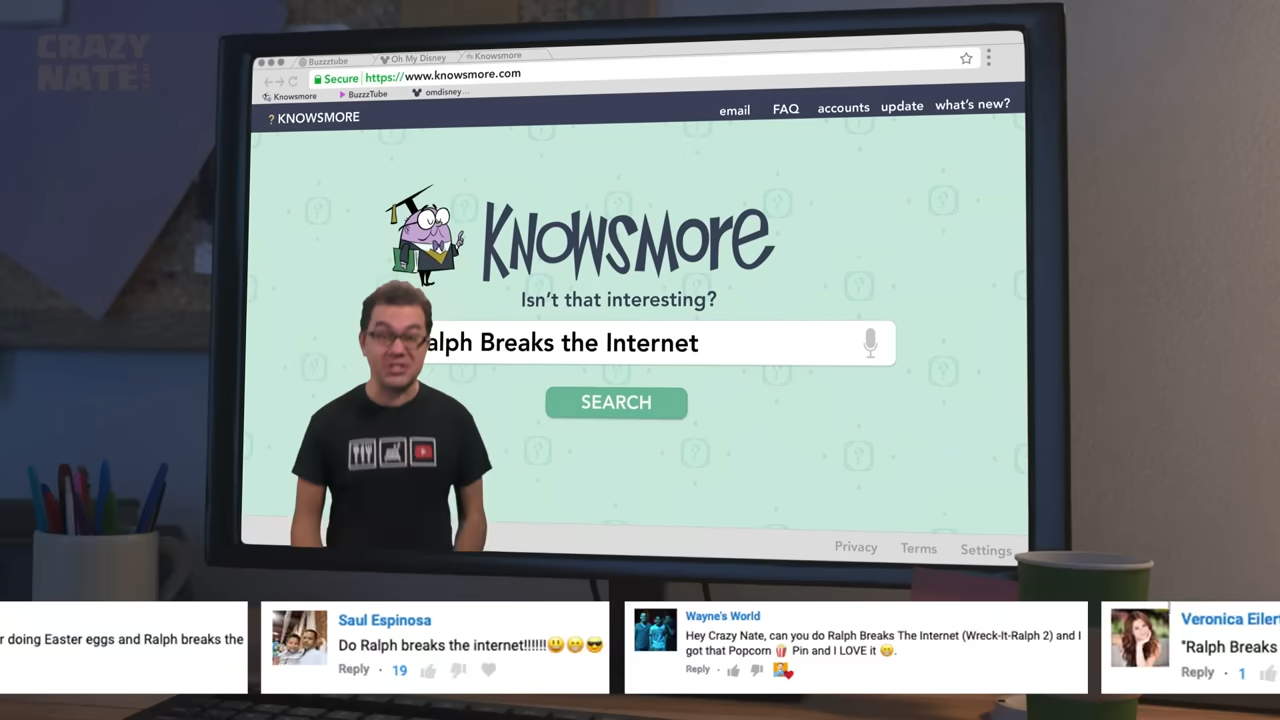 CRAZY
NATE.com
Buzzztube
Oh My Disney
Knowsmore
Secure https://www.knowsmore.com
Knowsmore
BuzzzTube
omdisney...
? KNOWSMORE
email
FAQ
accounts
update
what's new?
KNOWSMORE
Isn't that interesting?
alph Breaks the Internet
SEARCH
Privacy
Terms
Settings
r doing Easter eggs and Ralph breaks the
Saul Espinosa
Do Ralph breaks the internet!!!!!!😃😁😎
Reply · 19
Wayne's World
Hey Crazy Nate, can you do Ralph Breaks The Internet (Wreck-It-Ralph 2) and I
got that Popcorn 🍿 Pin and I LOVE it 😁.
Reply ·
Veronica Eilert
"Ralph Breaks
Reply · 1